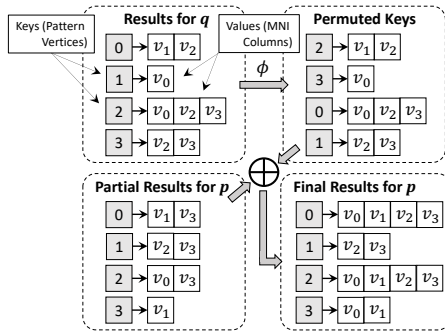 Results for q
Keys (Pattern Vertices)
Values (MNI Columns)
0 v₁ v₂
1 v₀
2 v₀ v₂ v₃
3 v₂ v₃
ϕ
Permuted Keys
2 v₁ v₂
3 v₀
0 v₀ v₂ v₃
1 v₂ v₃
Partial Results for p
0 v₁ v₃
1 v₂ v₃
2 v₀ v₃
3 v₁
Final Results for p
0 v₀ v₁ v₂ v₃
1 v₂ v₃
2 v₀ v₁ v₂ v₃
3 v₀ v₁